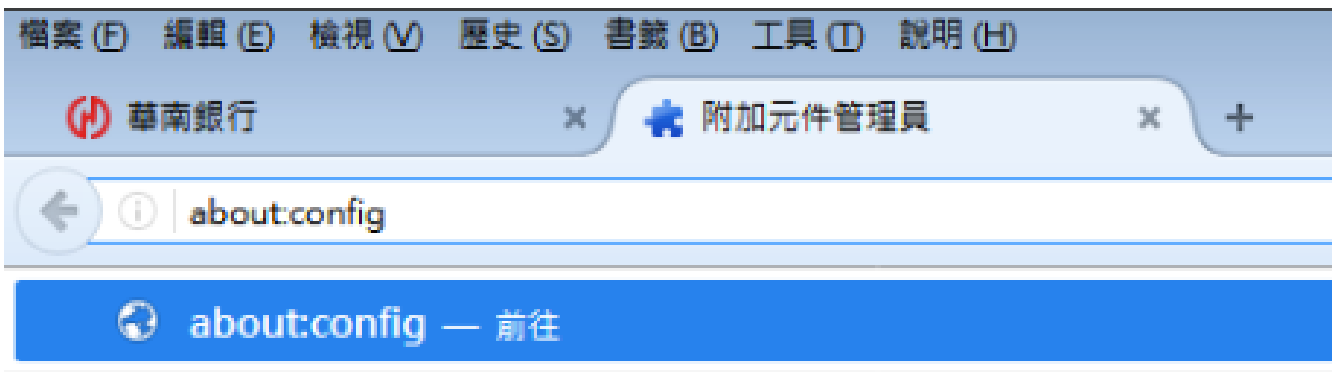 檔案(F) 編輯(E) 檢視(V) 歷史(S) 書籤(B) 工具(T) 說明(H)
華南銀行 附加元件管理員
about:config
about:config — 前往